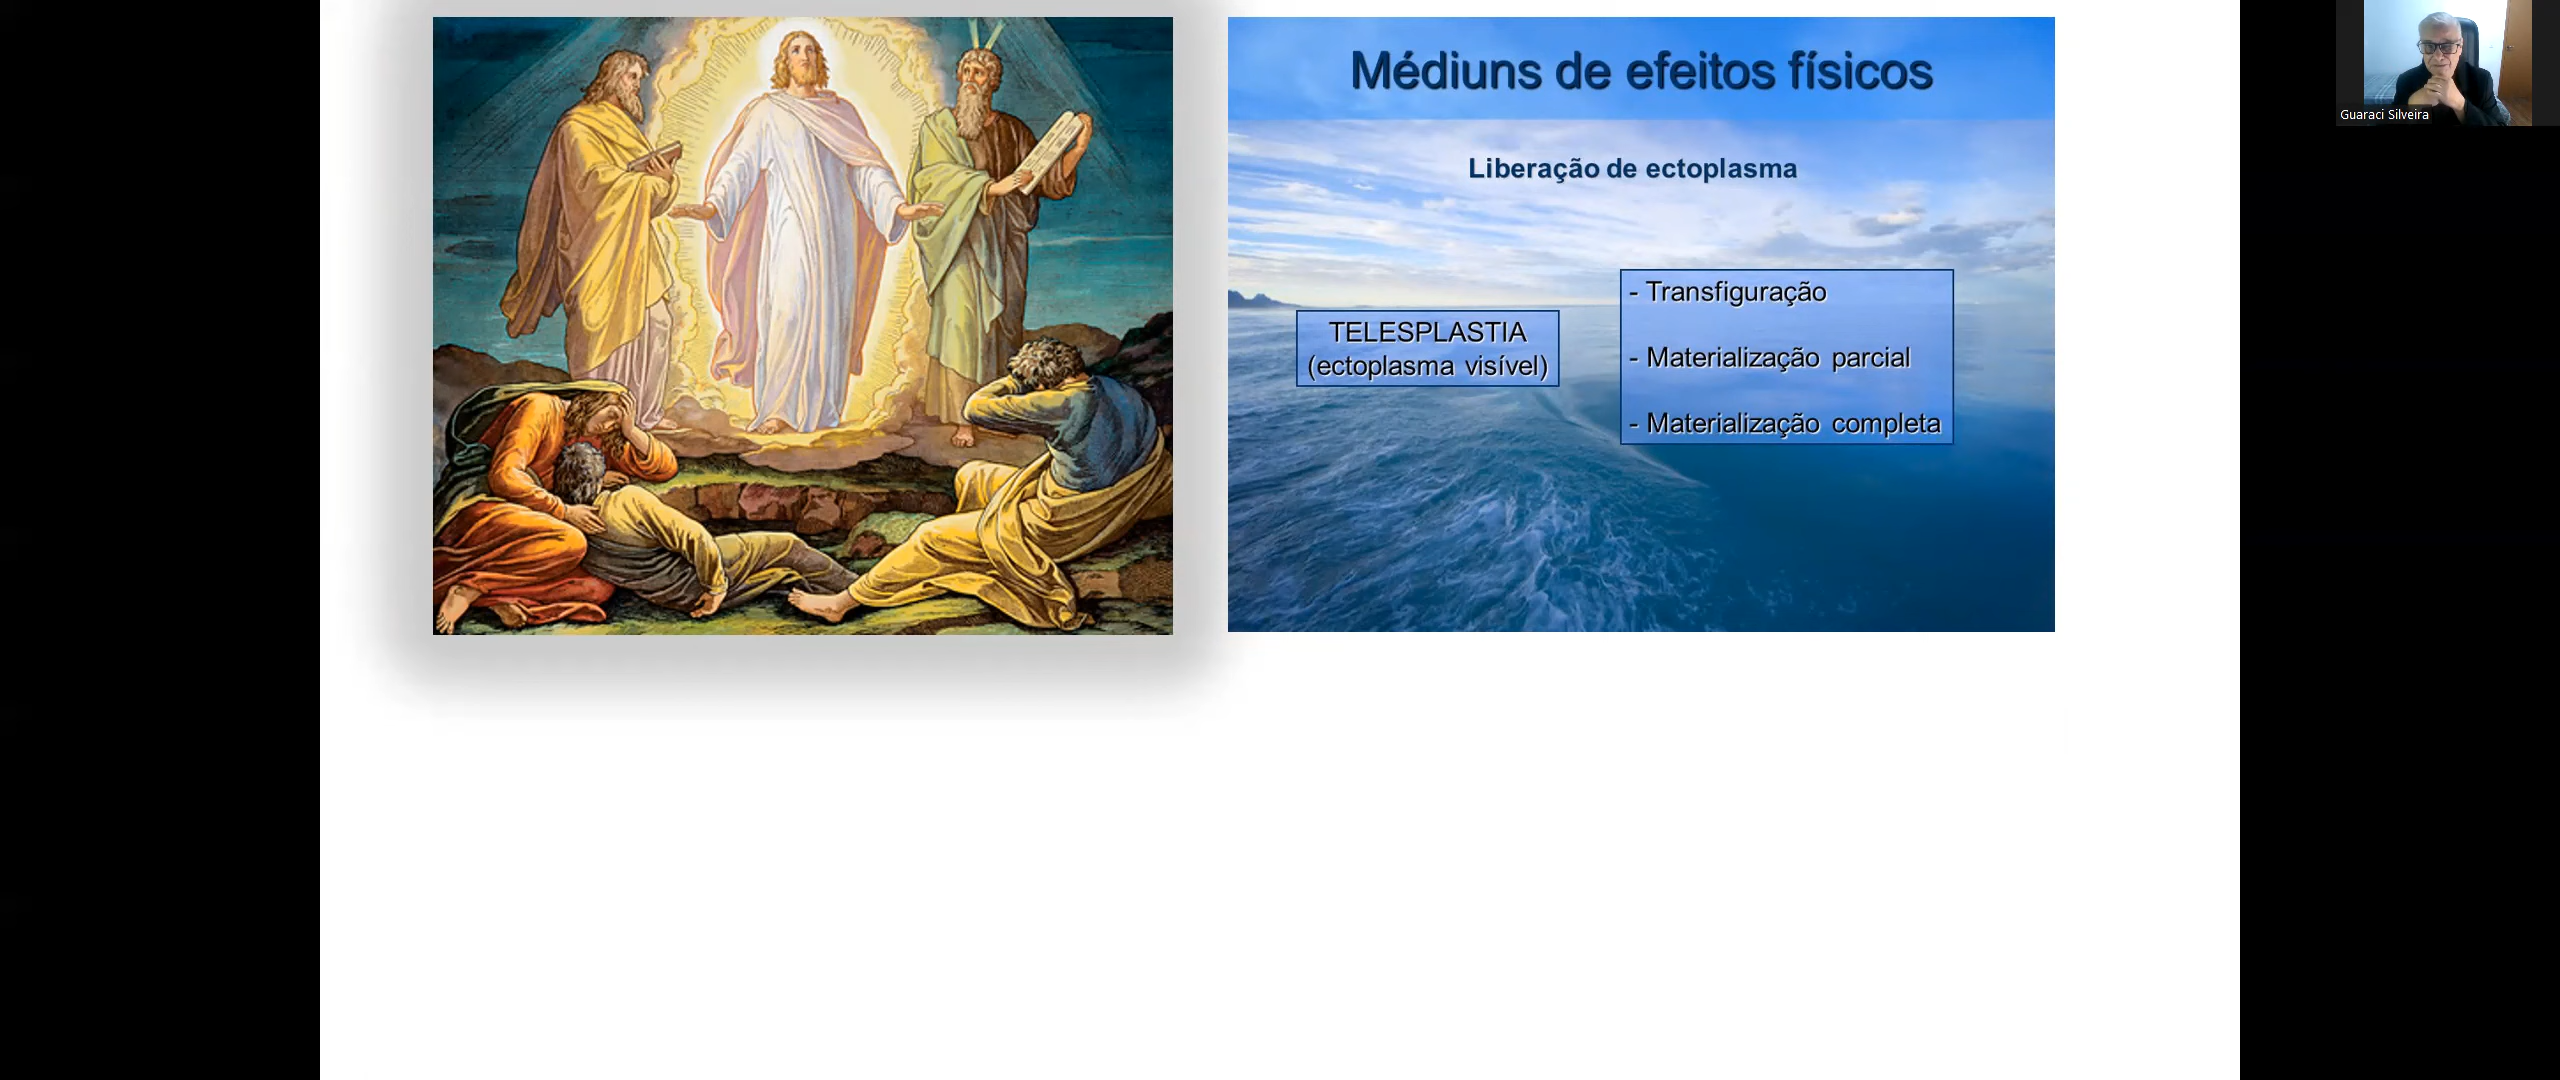 Médiuns de efeitos físicos
Liberação de ectoplasma
TELESPLASTIA
(ectoplasma visível)
- Transfiguração
- Materialização parcial
- Materialização completa
Guaraci Silveira